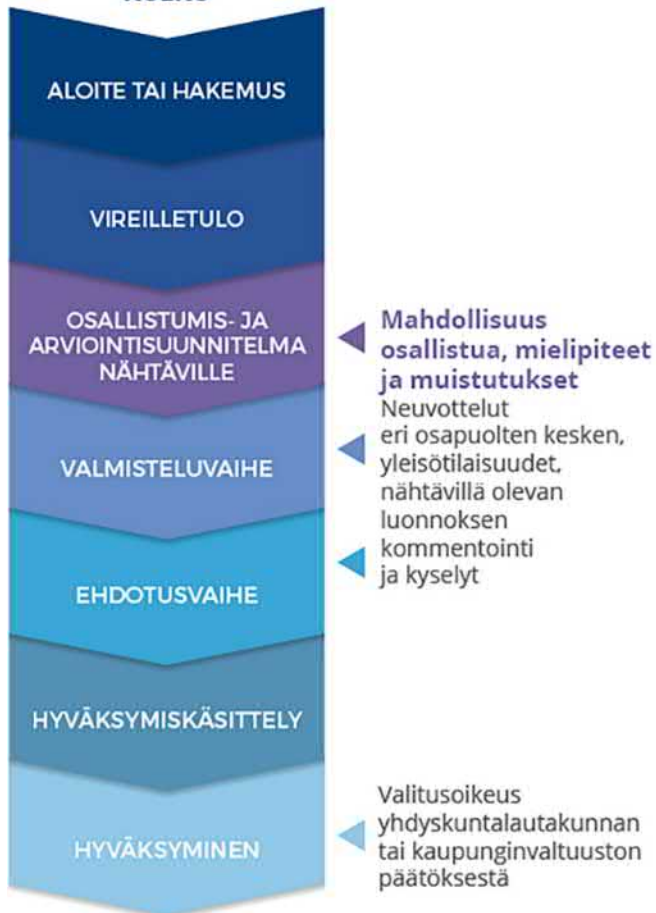 ALOITE TAI HAKEMUS
VIREILLETULO
OSALLISTUMIS- JA
ARVIOINTISUUNNITELMA
NÄHTÄVILLE
Mahdollisuus
osallistua, mielipiteet
ja muistutukset
VALMISTELUVAIHE
Neuvottelut
eri osapuolten kesken,
yleisötilaisuudet,
nähtävillä olevan
luonnoksen
kommentointi
ja kyselyt
EHDOTUSVAIHE
HYVÄKSYMISKÄSITTELY
HYVÄKSYMINEN
Valitusoikeus
yhdyskuntalautakunnan
tai kaupunginvaltuuston
päätöksestä